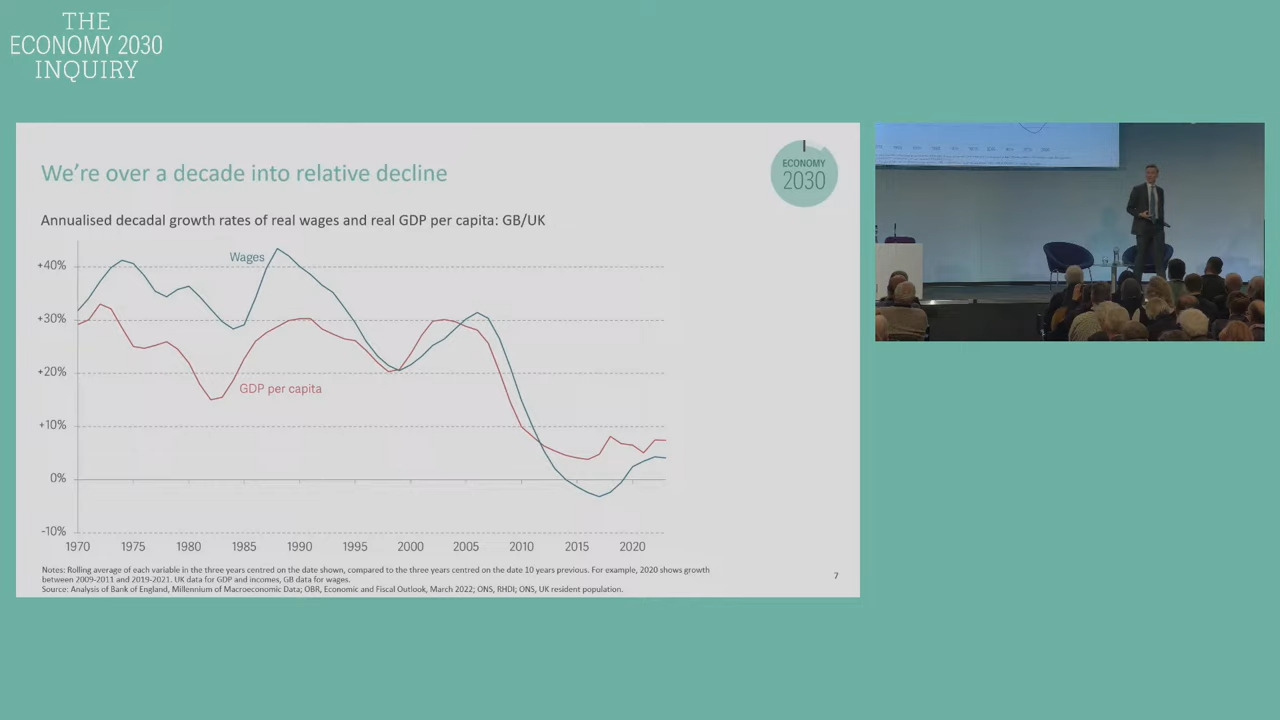 THE
ECONOMY 2030
INQUIRY
We're over a decade into relative decline
ECONOMY
2030
Annualised decadal growth rates of real wages and real GDP per capita: GB/UK
+40%
+30%
+20%
+10%
0%
-10%
Wages
GDP per capita
1970 1975 1980 1985 1990 1995 2000 2005 2010 2015 2020
Notes: Rolling average of each variable in the three years centred on the date shown, compared to the three years centred on the date 10 years previous. For example, 2020 shows growth
between 2009-2011 and 2019-2021. UK data for GDP and incomes, GB data for wages.
Source: Analysis of Bank of England, Millennium of Macroeconomic Data; OBR, Economic and Fiscal Outlook, March 2022; ONS, RHDI; ONS, UK resident population.
7